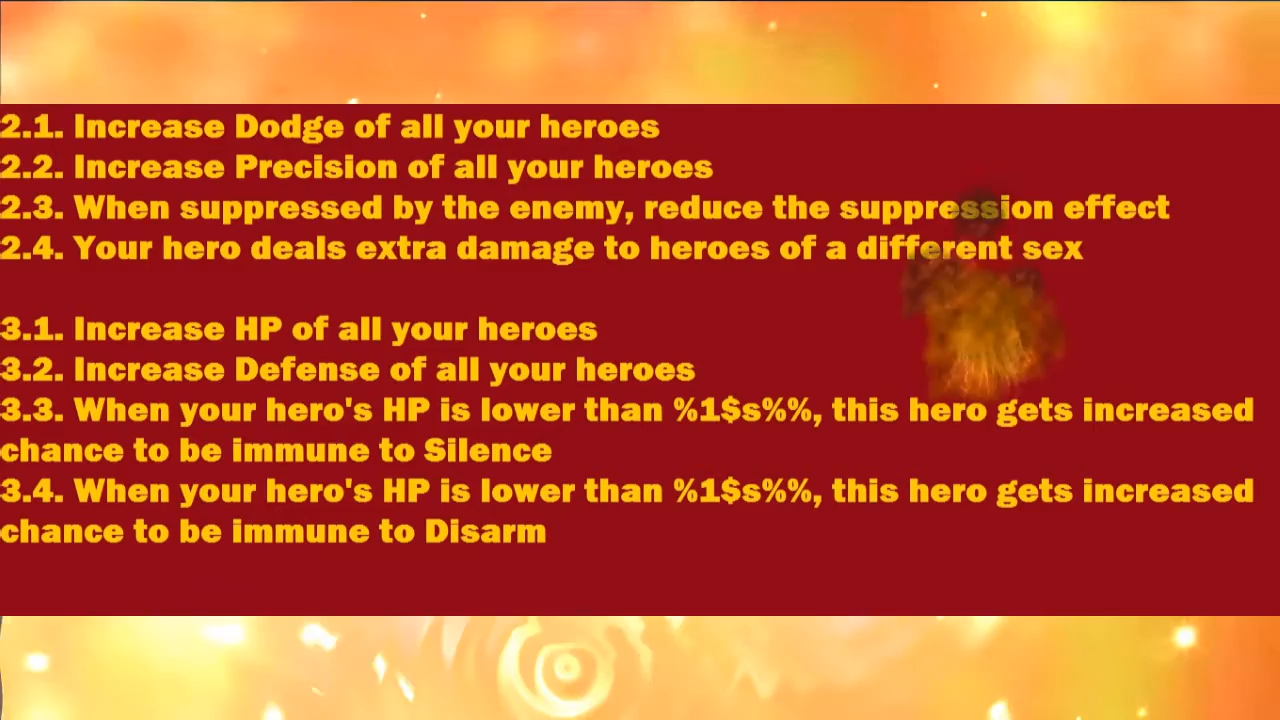 2.1. Increase Dodge of all your heroes
2.2. Increase Precision of all your heroes
2.3. When suppressed by the enemy, reduce the suppression effect
2.4. Your hero deals extra damage to heroes of a different sex
3.1. Increase HP of all your heroes
3.2. Increase Defense of all your heroes
3.3. When your hero's HP is lower than %1$s%%, this hero gets increased
chance to be immune to Silence
3.4. When your hero's HP is lower than %1$s%%, this hero gets increased
chance to be immune to Disarm